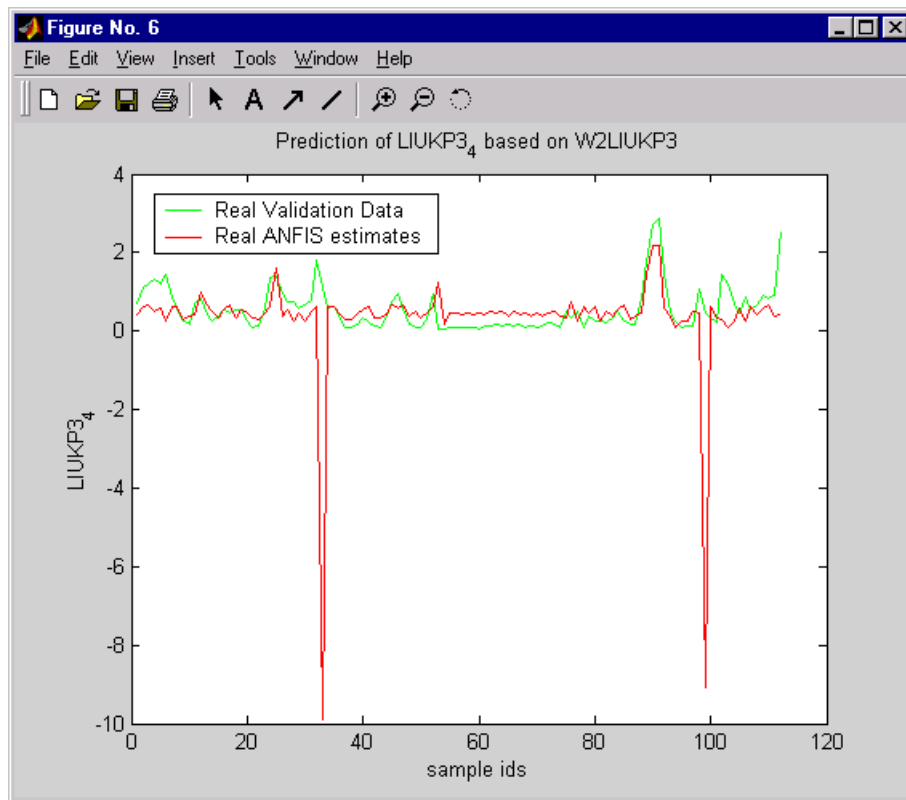 Figure No. 6
File Edit View Insert Tools Window Help
A
Prediction of LIUKP3₄ based on W2LIUKP3
Real Validation Data
Real ANFIS estimates
4
2
0
-2
-4
-6
-8
-10
LIUKP3₄
0 20 40 60 80 100 120
sample ids